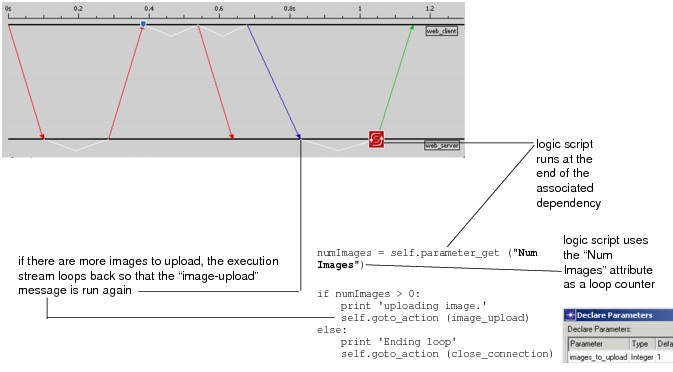 0s 0.2 0.4 0.6 0.8s 1 1.2
web_client
web_server
logic script
runs at the
end of the
associated
dependency
if there are more images to upload, the execution
stream loops back so that the “image-upload”
message is run again
numImages = self.parameter_get ("Num
Images")
if numImages > 0:
print 'uploading image.'
self.goto_action (image_upload)
else:
print 'Ending loop'
self.goto_action (close_connection)
logic script uses
the “Num
Images” attribute
as a loop counter
Declare Parameters
Declare Parameters:
Parameter Type Defa
images_to_upload Integer 1